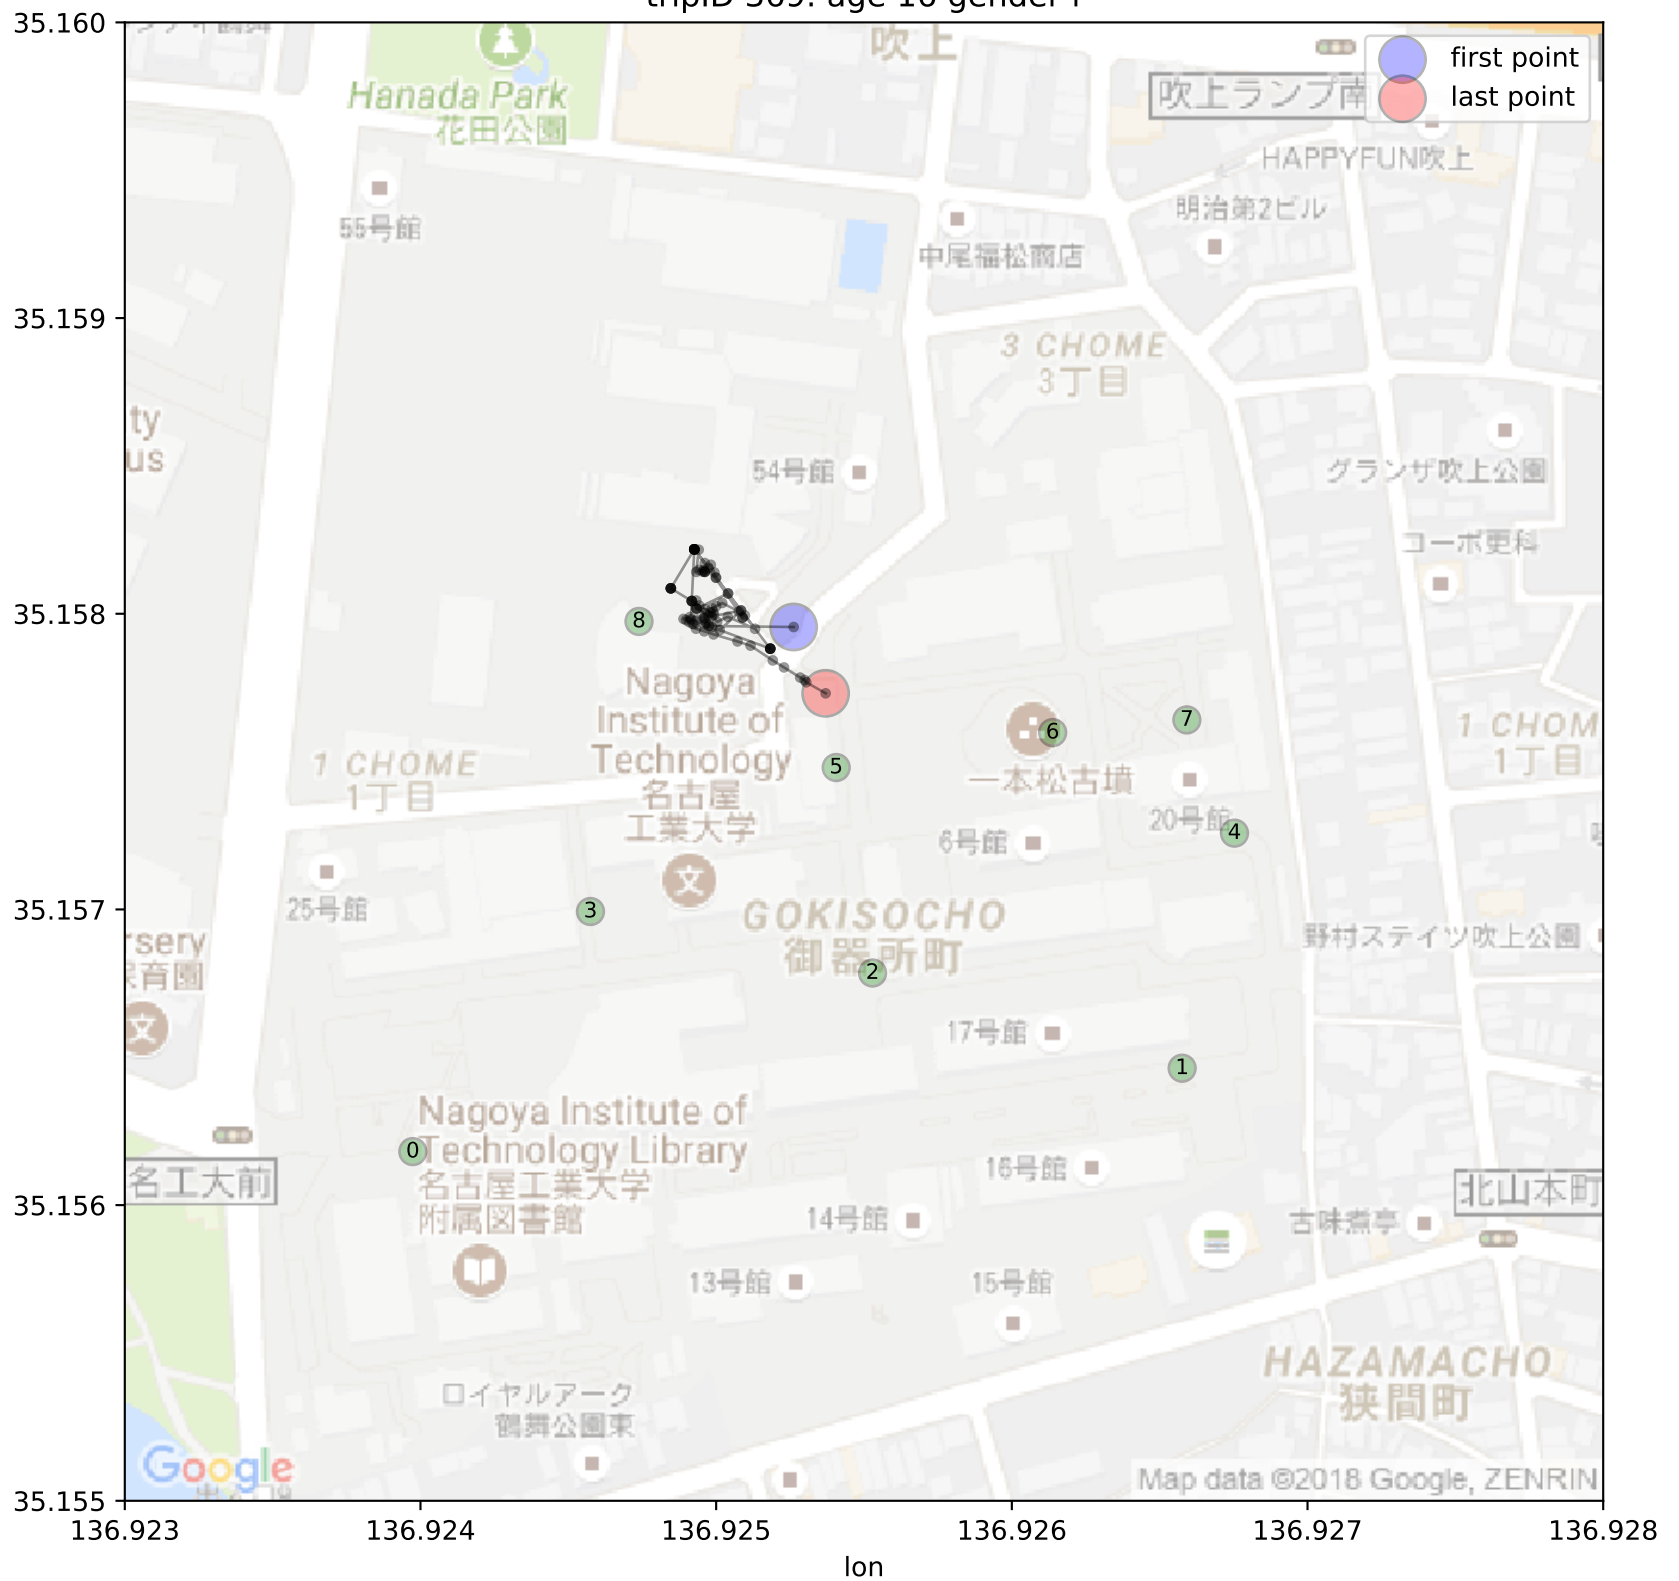 first point
last point
35.160
35.159
35.158
35.157
35.156
35.155
136.923
136.924
136.925
136.926
136.927
136.928
lon
吹上
Hanada Park
花田公園
吹上ランプ南
HAPPYFUN吹上
明治第2ビル
55号館
中尾福松商店
3 CHOME
3丁目
ty
us
54号館
グランザ吹上公園
コーポ更科
8
Nagoya
Institute of
Technology
名古屋
工業大学
1 CHOME
1丁目
7
6
5
一本松古墳
1 CHOM
1丁目
20号館
4
6号館
25号館
3
GOKISOCHO
御器所町
2
野村ステイツ吹上公園
rsery
育園
17号館
1
Nagoya Institute of
Technology Library
名古屋工業大学
附属図書館
0
名工大前
16号館
北山本町
14号館
古味煮亭
13号館
15号館
HAZAMACHO
狭間町
ロイヤルアーク
鶴舞公園東
Google
Map data ©2018 Google, ZENRIN